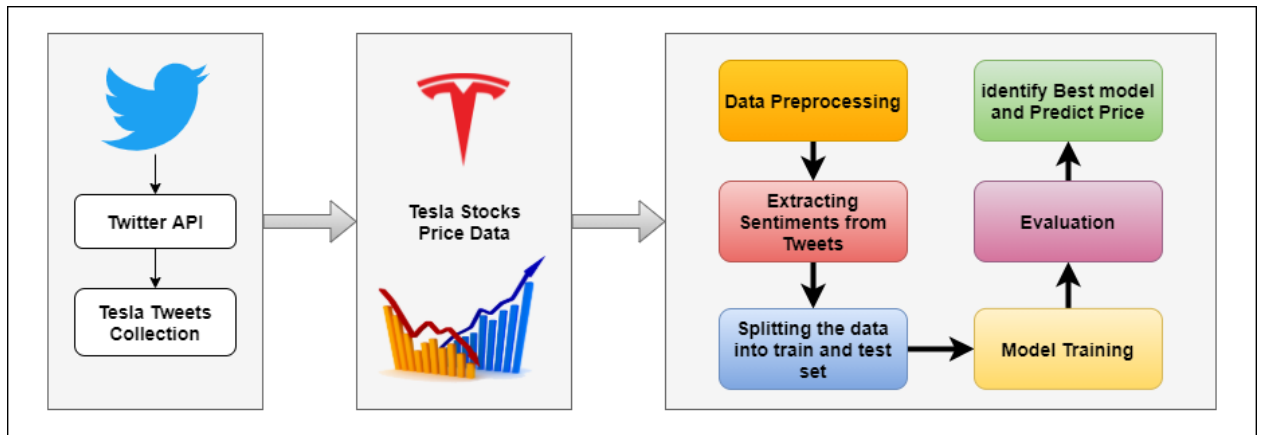 Twitter API
Tesla Tweets
Collection
Tesla Stocks
Price Data
Data Preprocessing
Extracting
Sentiments from
Tweets
Splitting the data
into train and test
set
Model Training
Evaluation
identify Best model
and Predict Price